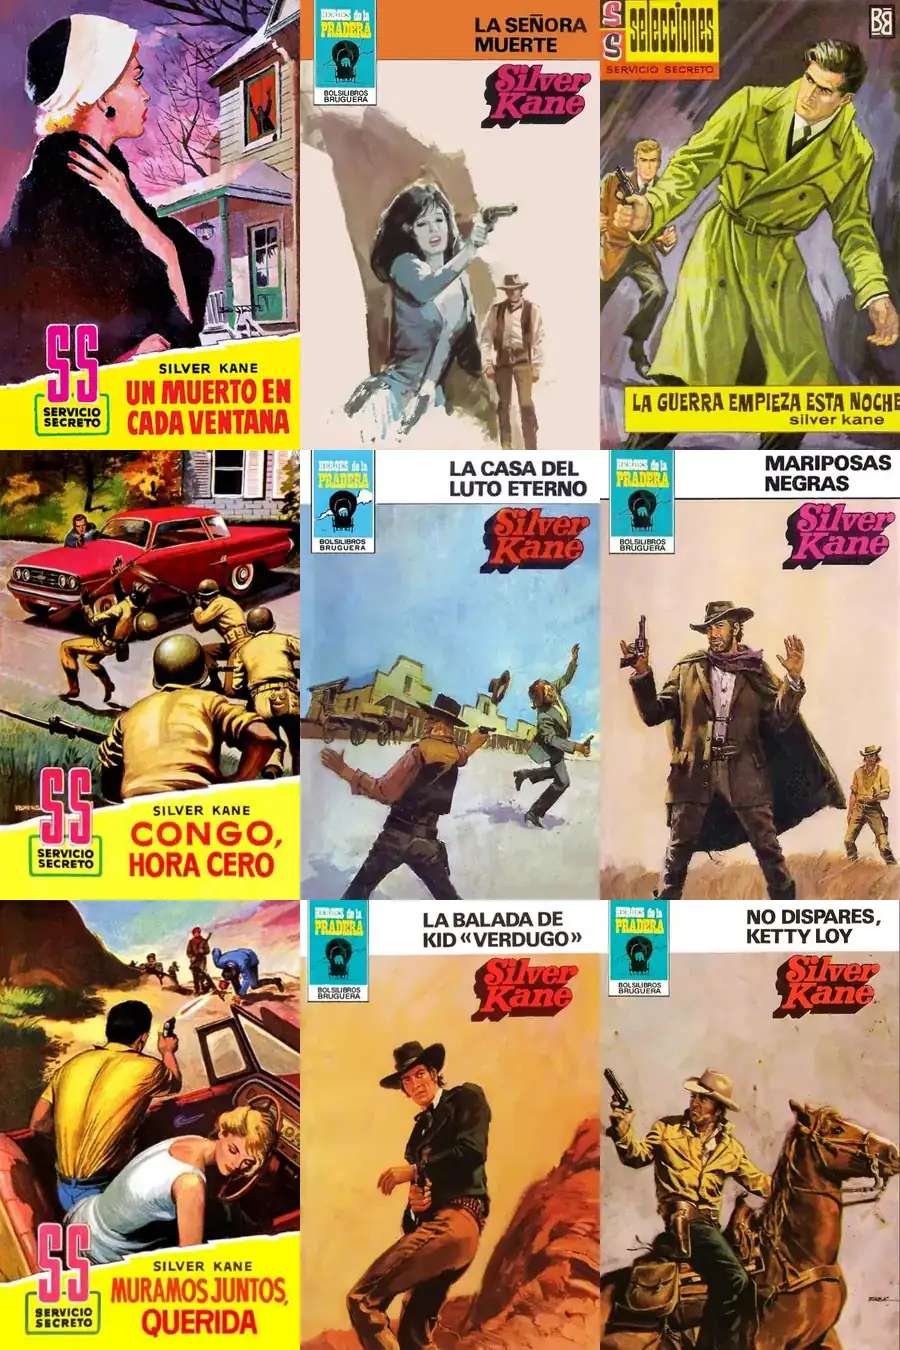 SS
SERVICIO
SECRETO
SILVER KANE
UN MUERTO EN
CADA VENTANA
HEROES de la
PRADERA
BOLSILIBROS
BRUGUERA
LA SEÑORA
MUERTE
Silver
Kane
SS
selecciones
SERVICIO SECRETO
BB
LA GUERRA EMPIEZA ESTA NOCHE
silver kane
SS
SERVICIO
SECRETO
SILVER KANE
CONGO,
HORA CERO
HEROES de la
PRADERA
BOLSILIBROS
BRUGUERA
LA CASA DEL
LUTO ETERNO
Silver
Kane
HEROES de la
PRADERA
BOLSILIBROS
BRUGUERA
MARIPOSAS
NEGRAS
Silver
Kane
SS
SERVICIO
SECRETO
SILVER KANE
MURAMOS JUNTOS,
QUERIDA
HEROES de la
PRADERA
BOLSILIBROS
BRUGUERA
LA BALADA DE
KID «VERDUGO»
Silver
Kane
HEROES de la
PRADERA
BOLSILIBROS
BRUGUERA
NO DISPARES,
KETTY LOY
Silver
Kane